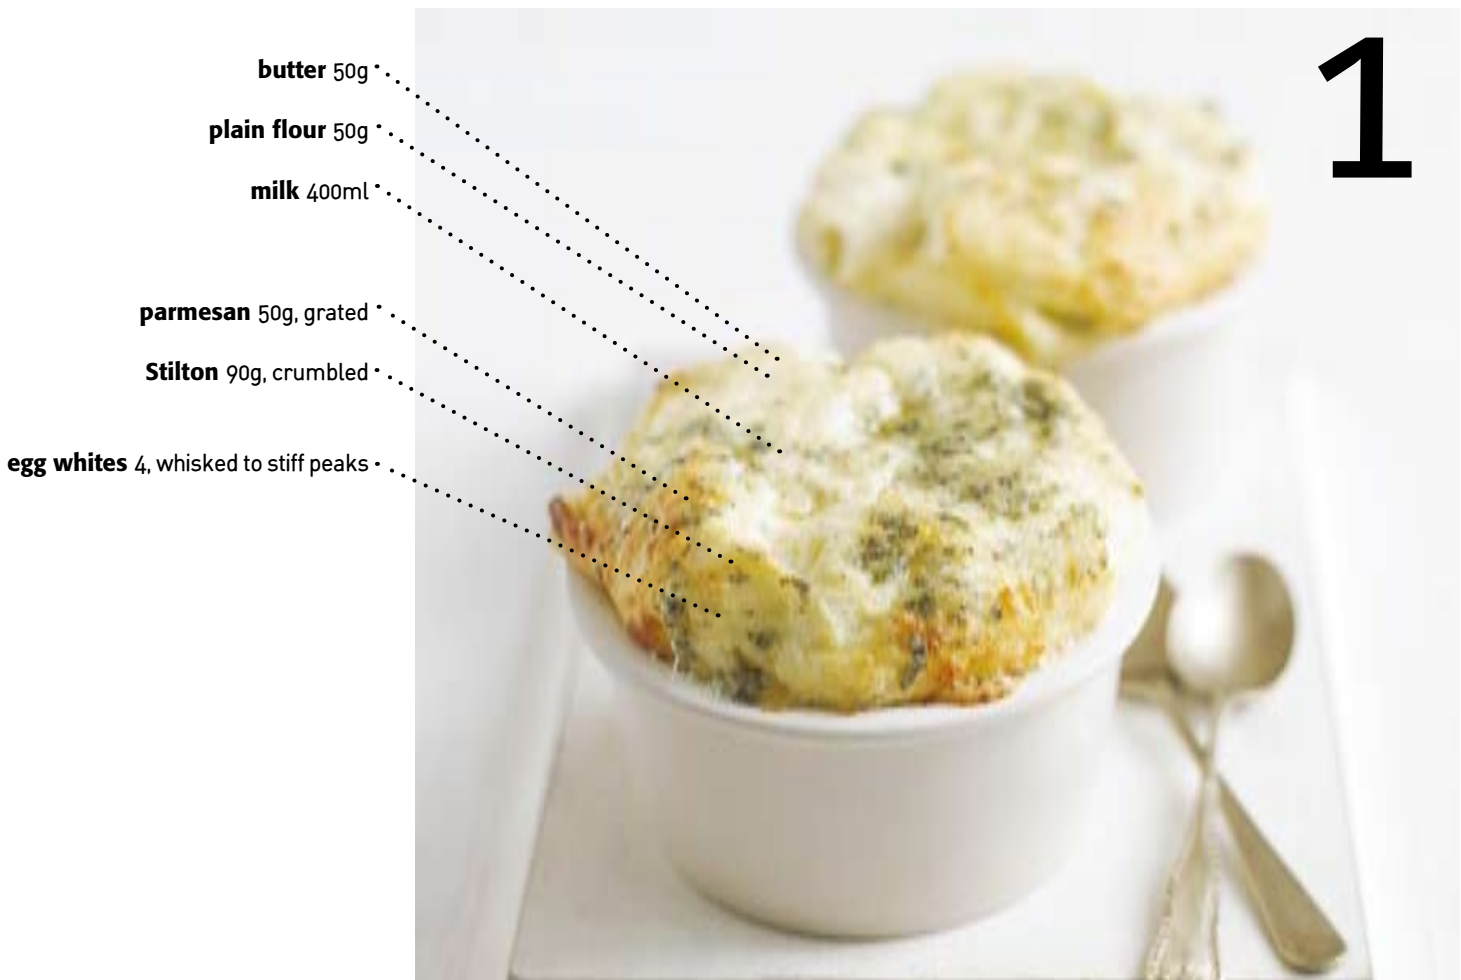 butter 50g
plain flour 50g
milk 400ml
parmesan 50g, grated
Stilton 90g, crumbled
egg whites 4, whisked to stiff peaks
1